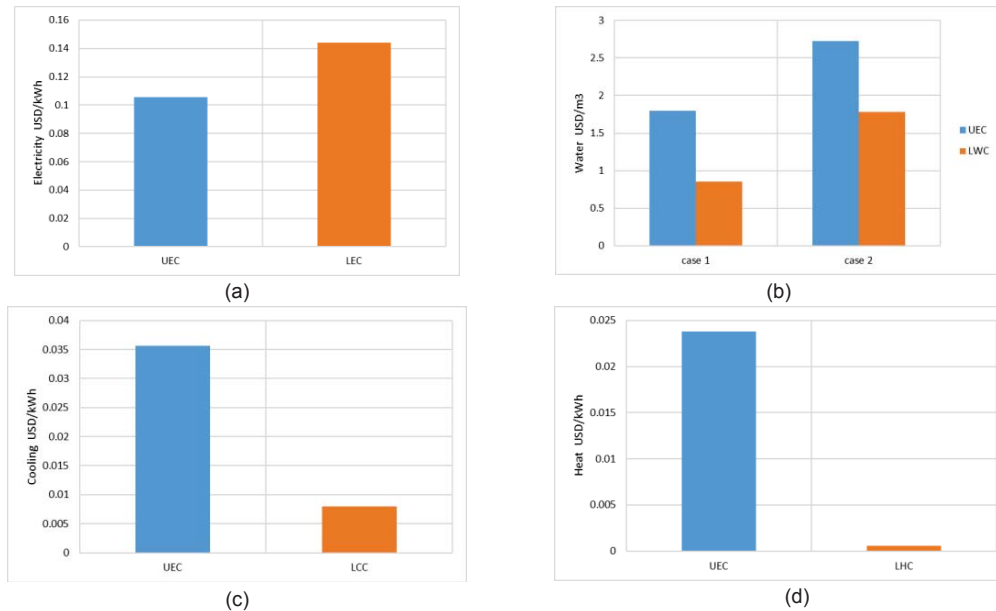 Electricity USD/kWh
0.16
0.14
0.12
0.1
0.08
0.06
0.04
0.02
0
UEC LEC
(a)
Water USD/m3
3
2.5
2
1.5
1
0.5
0
case 1 case 2
UEC
LWC
(b)
Cooling USD/kWh
0.04
0.035
0.03
0.025
0.02
0.015
0.01
0.005
0
UEC LCC
(c)
Heat USD/kWh
0.025
0.02
0.015
0.01
0.005
0
UEC LHC
(d)